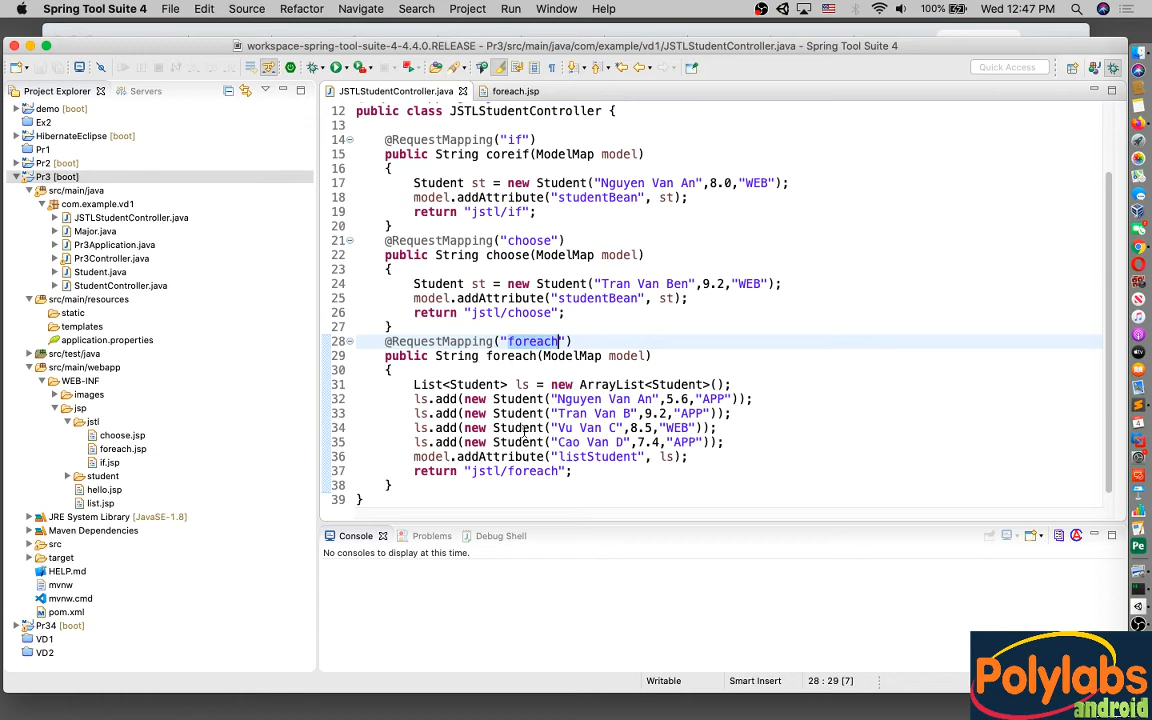 Spring Tool Suite 4 File Edit Source Refactor Navigate Search Project Run Window Help 100% Wed 12:47 PM
workspace-spring-tool-suite-4-4.4.0.RELEASE - Pr3/src/main/java/com/example/vd1/JSTLStudentController.java - Spring Tool Suite 4
Quick Access
Project Explorer Servers
JSTLStudentController.java foreach.jsp
demo [boot]
Ex2
HibernateEclipse [boot]
Pr1
Pr2 [boot]
Pr3 [boot]
src/main/java
com.example.vd1
JSTLStudentController.java
Major.java
Pr3Application.java
Pr3Controller.java
Student.java
StudentController.java
src/main/resources
static
templates
application.properties
src/test/java
src/main/webapp
WEB-INF
images
jsp
jstl
choose.jsp
foreach.jsp
if.jsp
student
hello.jsp
list.jsp
JRE System Library [JavaSE-1.8]
Maven Dependencies
src
target
HELP.md
mvnw
mvnw.cmd
pom.xml
Pr34 [boot]
VD1
VD2
12 public class JSTLStudentController {
13
14 @RequestMapping("if")
15 public String coreif(ModelMap model)
16 {
17 Student st = new Student("Nguyen Van An",8.0,"WEB");
18 model.addAttribute("studentBean", st);
19 return "jstl/if";
20 }
21 @RequestMapping("choose")
22 public String choose(ModelMap model)
23 {
24 Student st = new Student("Tran Van Ben",9.2,"WEB");
25 model.addAttribute("studentBean", st);
26 return "jstl/choose";
27 }
28 @RequestMapping("foreach")
29 public String foreach(ModelMap model)
30 {
31 List<Student> ls = new ArrayList<Student>();
32 ls.add(new Student("Nguyen Van An",5.6,"APP"));
33 ls.add(new Student("Tran Van B",9.2,"APP"));
34 ls.add(new Student("Vu Van C",8.5,"WEB"));
35 ls.add(new Student("Cao Van D",7.4,"APP"));
36 model.addAttribute("listStudent", ls);
37 return "jstl/foreach";
38 }
39 }
Console Problems Debug Shell
No consoles to display at this time.
Writable Smart Insert 28 : 29 [7]
Polylabs
android